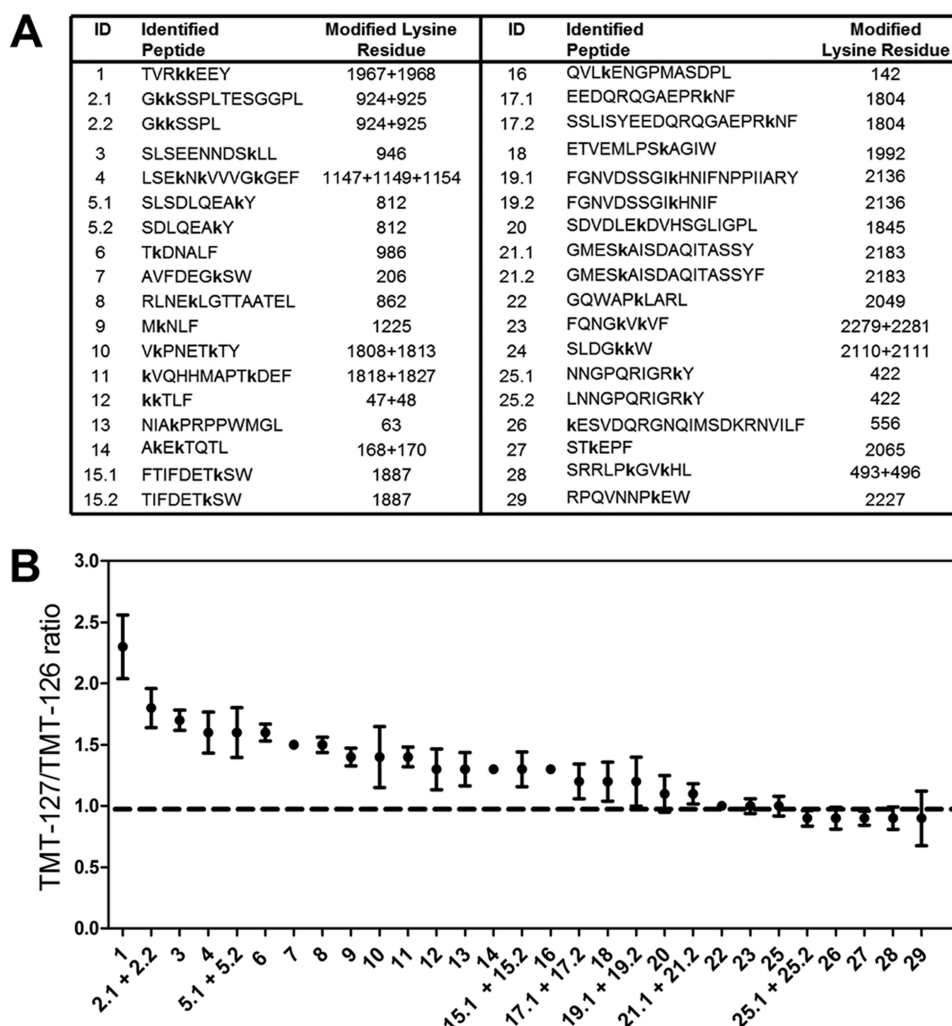 A
ID Identified Peptide Modified Lysine Residue
1 TVRkkEEY 1967+1968
2.1 GkkSSPLTESGGPL 924+925
2.2 GkkSSPL 924+925
3 SLSEENNDSkLL 946
4 LSEkNkVVVGkGEF 1147+1149+1154
5.1 SLSDLQEAkY 812
5.2 SDLQEAkY 812
6 TkDNALF 986
7 AVFDEGkSW 206
8 RLNEkLGTTAATEL 862
9 MkNLF 1225
10 VkPNETkTY 1808+1813
11 kVQHHMAPTkDEF 1818+1827
12 kkTLF 47+48
13 NIAkPRPPWMGL 63
14 AkEkTQTL 168+170
15.1 FTIFDETkSW 1887
15.2 TIFDETkSW 1887
ID Identified Peptide Modified Lysine Residue
16 QVLkENGPMASDPL 142
17.1 EEDQRQGAEPRkNF 1804
17.2 SSLISYEEDQRQGAEPRkNF 1804
18 ETVEMLPSkAGIW 1992
19.1 FGNVDSSGIkHNIFNPPIIARY 2136
19.2 FGNVDSSGIkHNIF 2136
20 SDVDLEkDVHSGLIGPL 1845
21.1 GMESkAISDAQITASSY 2183
21.2 GMESkAISDAQITASSYF 2183
22 GQWAPkLARL 2049
23 FQNGkVkVF 2279+2281
24 SLDGkkW 2110+2111
25.1 NNGPQRIGRkY 422
25.2 LNNGPQRIGRkY 422
26 kESVDQRGNQIMSDKRNVILF 556
27 STkEPF 2065
28 SRRLPkGVkHL 493+496
29 RPQVNNPkEW 2227
B
TMT-127/TMT-126 ratio
3.0
2.5
2.0
1.5
1.0
0.5
0.0
1
2.1 + 2.2
3
4
5.1 + 5.2
6
7
8
9
10
11
12
13
14
15.1 + 15.2
16
17.1 + 17.2
18
19.1 + 19.2
20
21.1 + 21.2
22
23
25
25.1 + 25.2
26
27
28
29